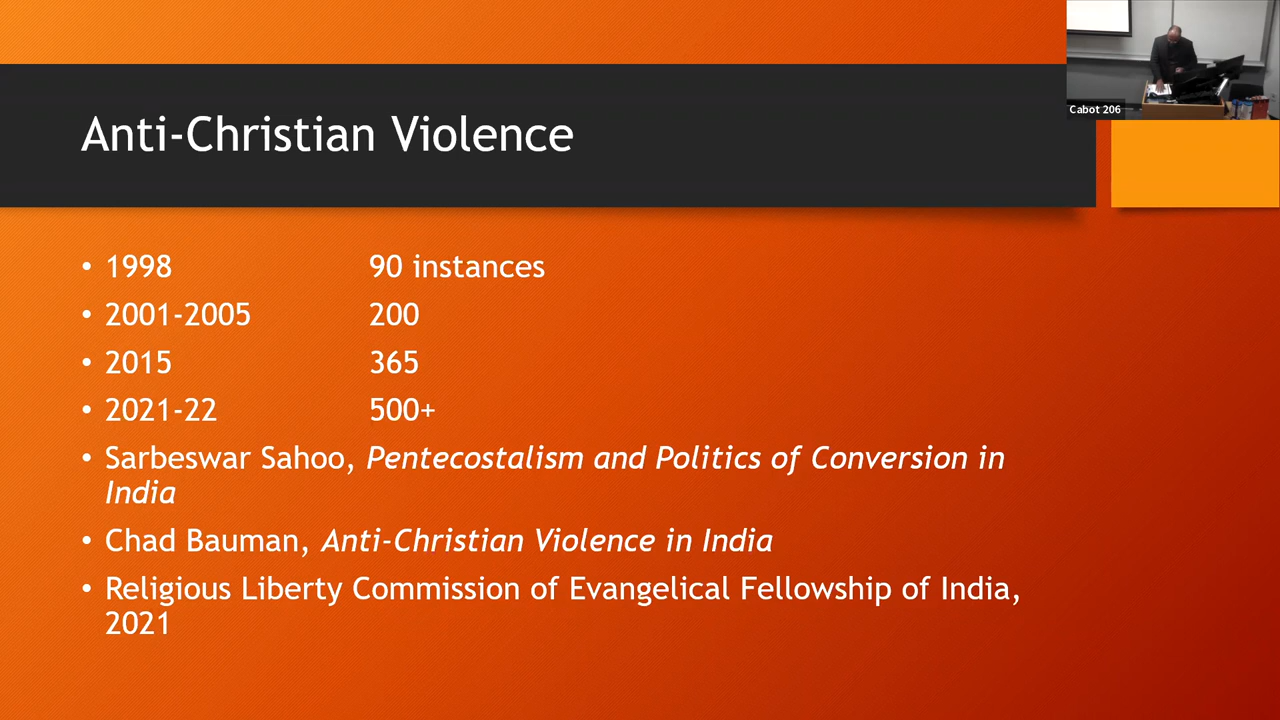 Cabot 206
Anti-Christian Violence
• 1998 90 instances
• 2001-2005 200
• 2015 365
• 2021-22 500+
• Sarbeswar Sahoo, Pentecostalism and Politics of Conversion in
India
• Chad Bauman, Anti-Christian Violence in India
• Religious Liberty Commission of Evangelical Fellowship of India,
2021